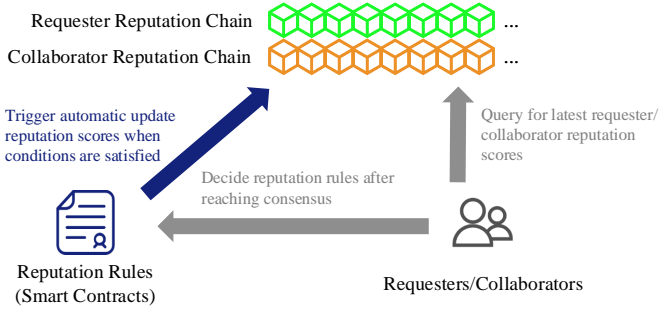 Requester Reputation Chain
...
Collaborator Reputation Chain
...
Trigger automatic update
reputation scores when
conditions are satisfied
Query for latest requester/
collaborator reputation
scores
Decide reputation rules after
reaching consensus
Reputation Rules
(Smart Contracts)
Requesters/Collaborators